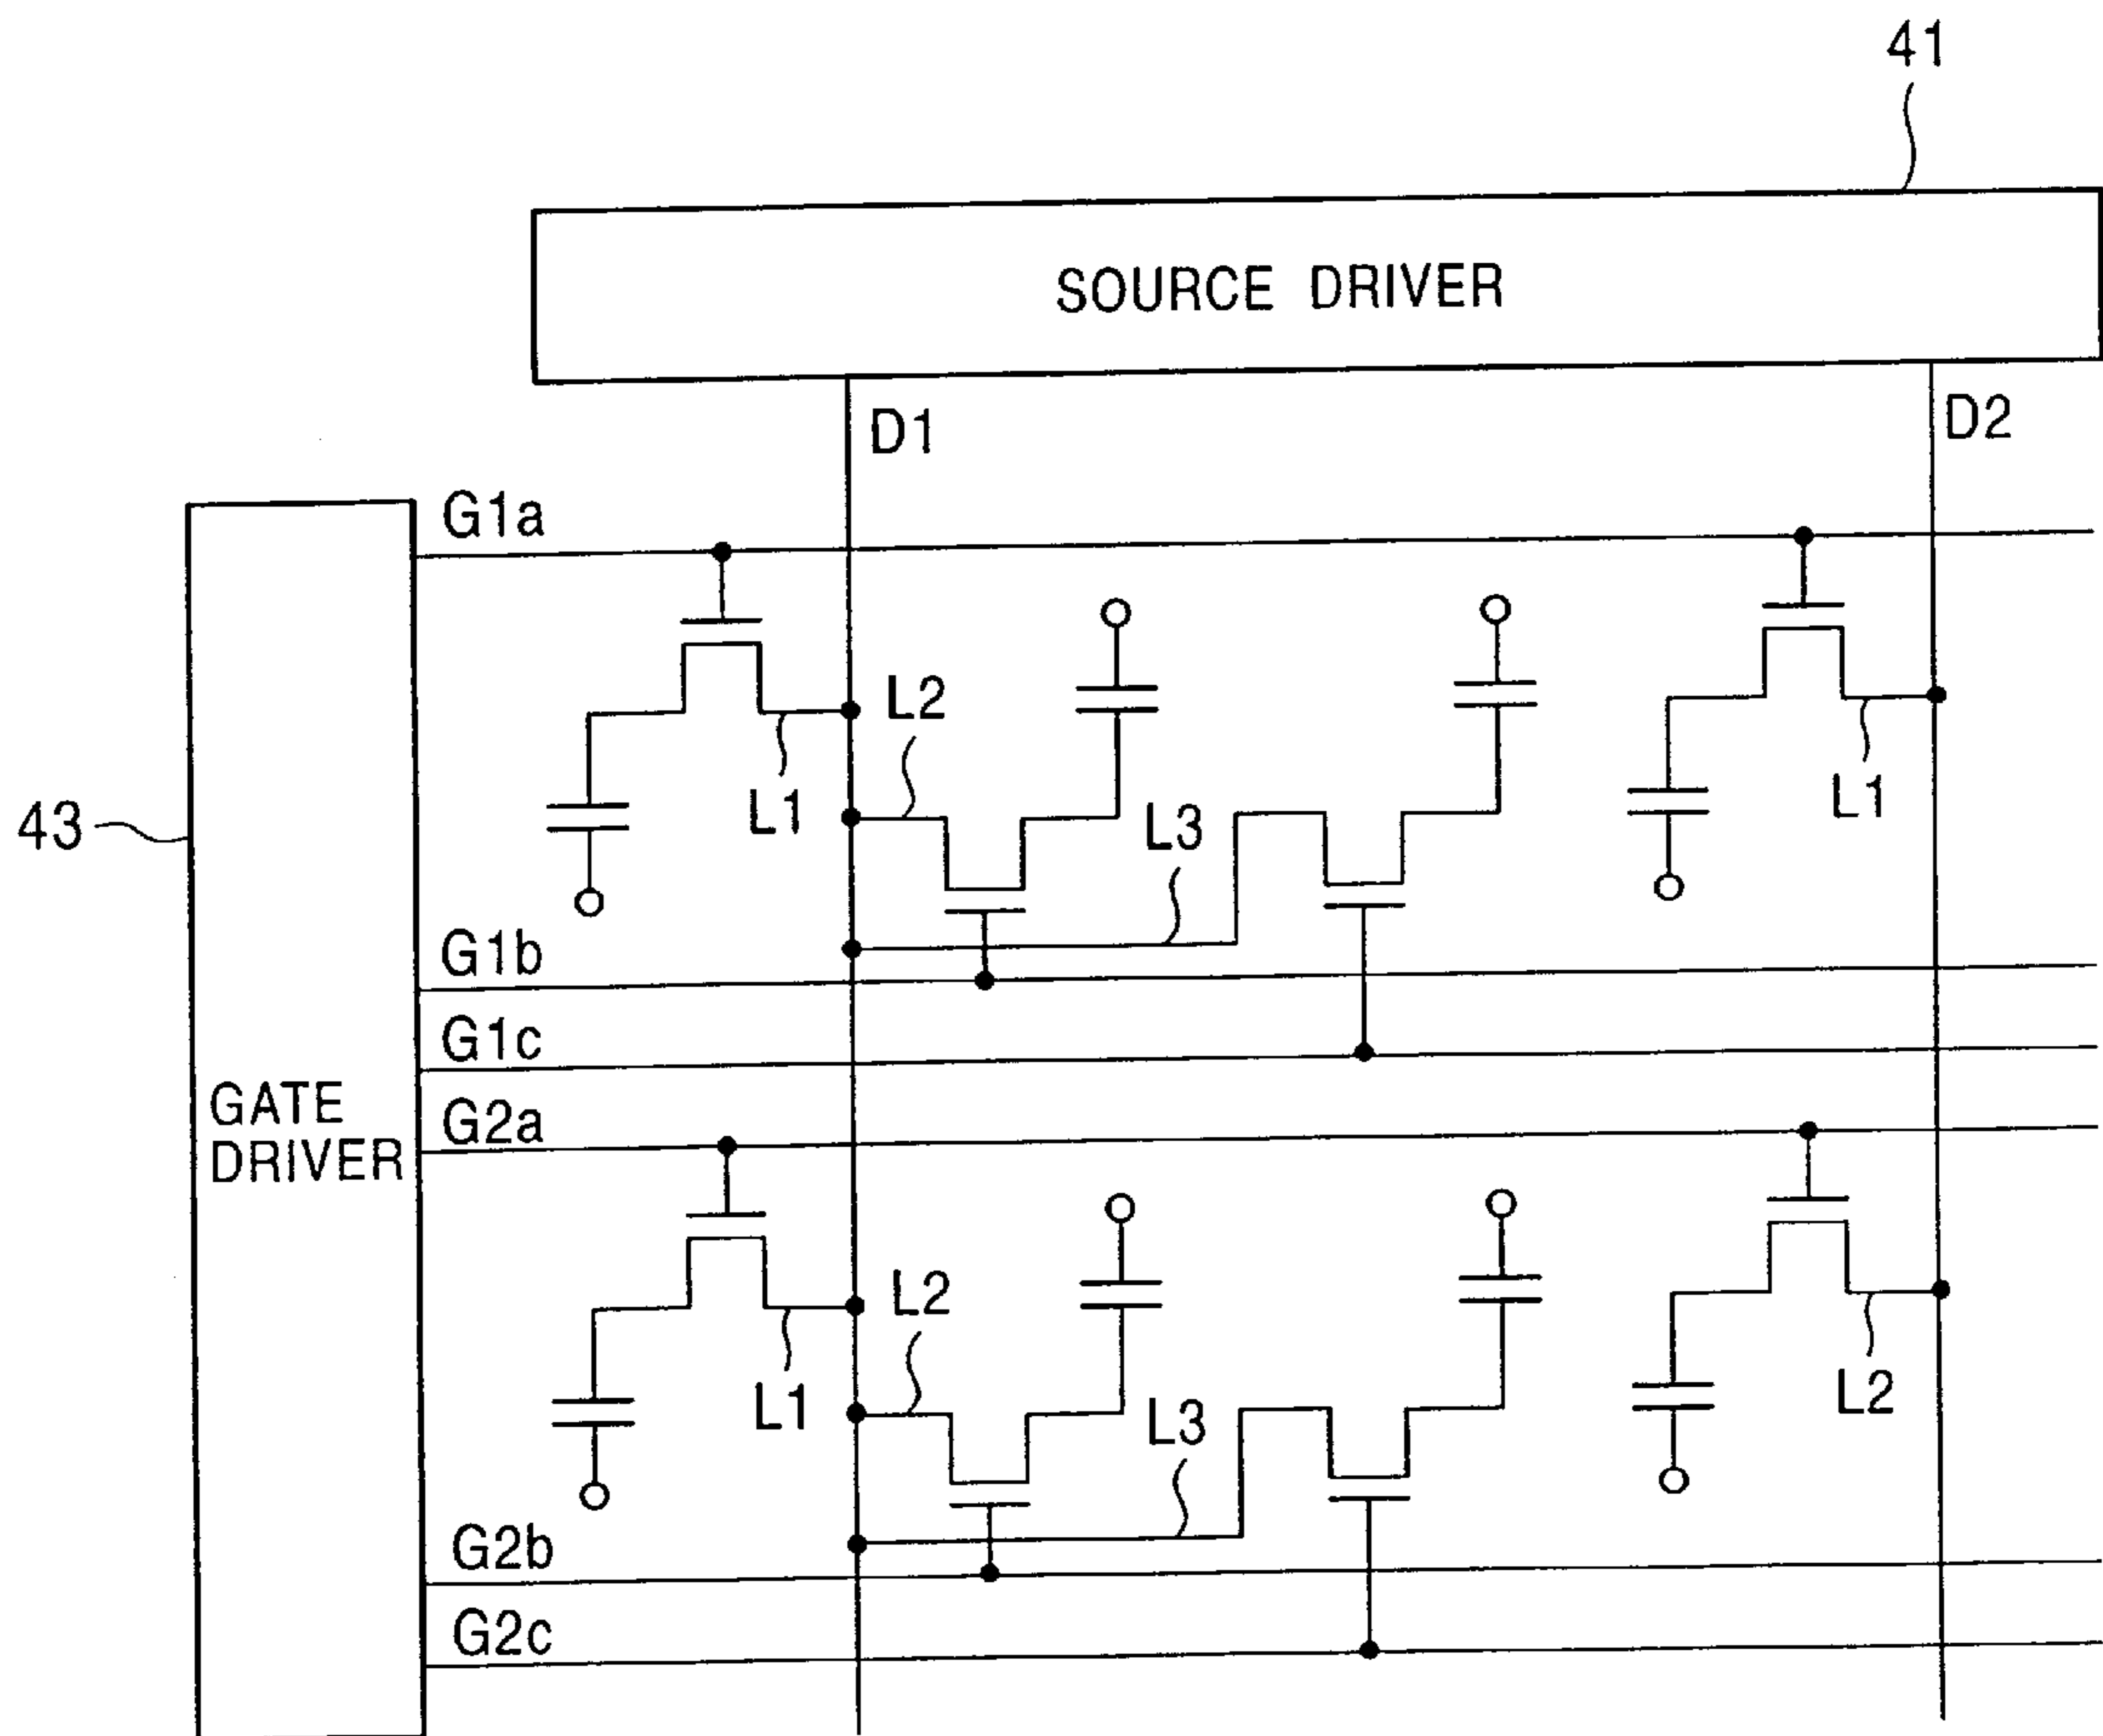 41
SOURCE DRIVER
D1
D2
G1a
L2
L1
L1
L3
43
G1b
G1c
GATE
DRIVER
G2a
L2
L1
L2
L3
G2b
G2c